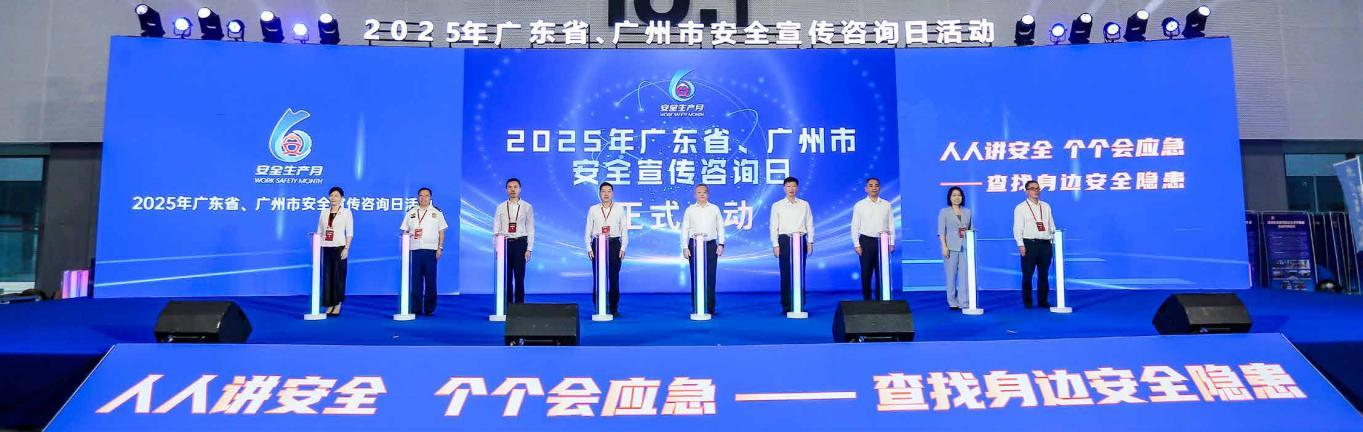 2025年广东省、广州市安全宣传咨询日活动
安全生产月
WORK SAFETY MONTH
2025年广东省、广州市安全宣传咨询日活
安全生产月
WORK SAFETY MONTH
2025年广东省、广州市
安全宣传咨询日
正式 动
人人讲安全 个个会应急
——查找身边安全隐患
人人讲安全 个个会应急——查找身边安全隐患